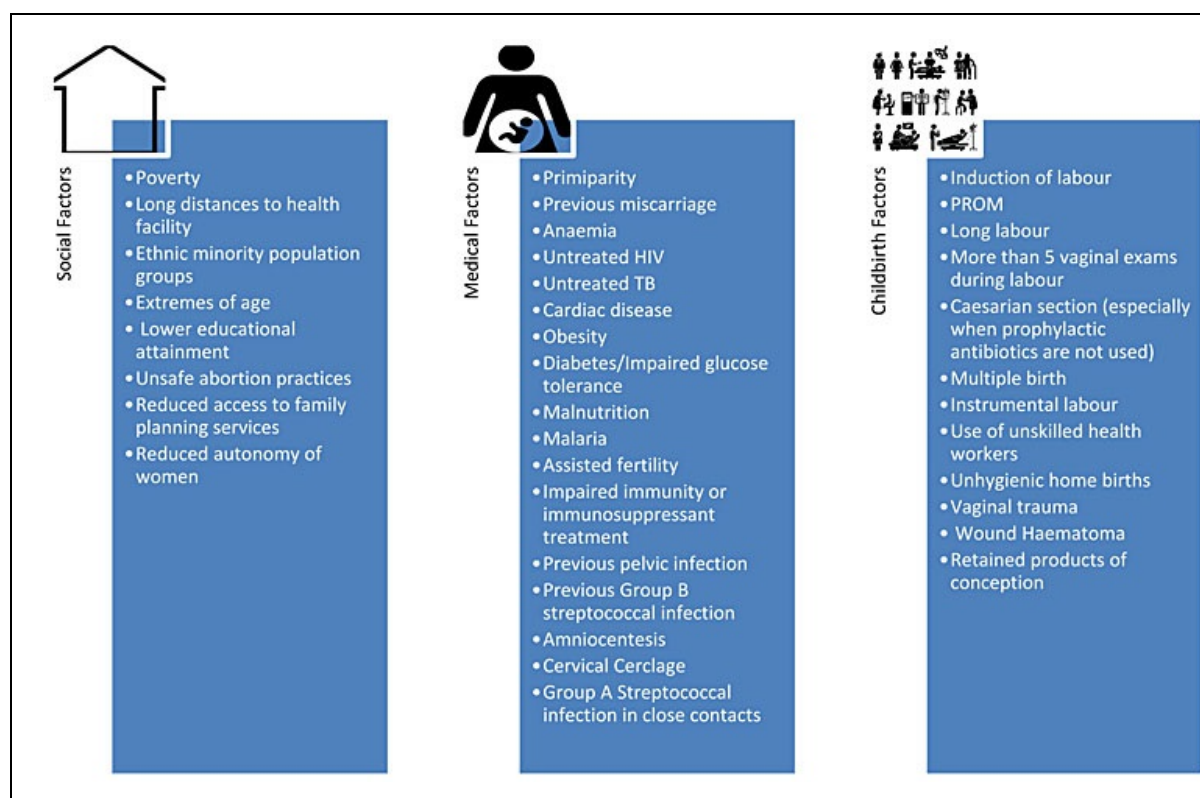 Social Factors
• Poverty
• Long distances to health
facility
• Ethnic minority population
groups
• Extremes of age
• Lower educational
attainment
• Unsafe abortion practices
• Reduced access to family
planning services
• Reduced autonomy of
women
Medical Factors
• Primiparity
• Previous miscarriage
• Anaemia
• Untreated HIV
• Untreated TB
• Cardiac disease
• Obesity
• Diabetes/Impaired glucose
tolerance
• Malnutrition
• Malaria
• Assisted fertility
• Impaired immunity or
immunosuppressant
treatment
• Previous pelvic infection
• Previous Group B
streptococcal infection
• Amniocentesis
• Cervical Cerclage
• Group A Streptococcal
infection in close contacts
Childbirth Factors
• Induction of labour
• PROM
• Long labour
• More than 5 vaginal exams
during labour
• Caesarian section (especially
when prophylactic
antibiotics are not used)
• Multiple birth
• Instrumental labour
• Use of unskilled health
workers
• Unhygienic home births
• Vaginal trauma
• Wound Haematoma
• Retained products of
conception